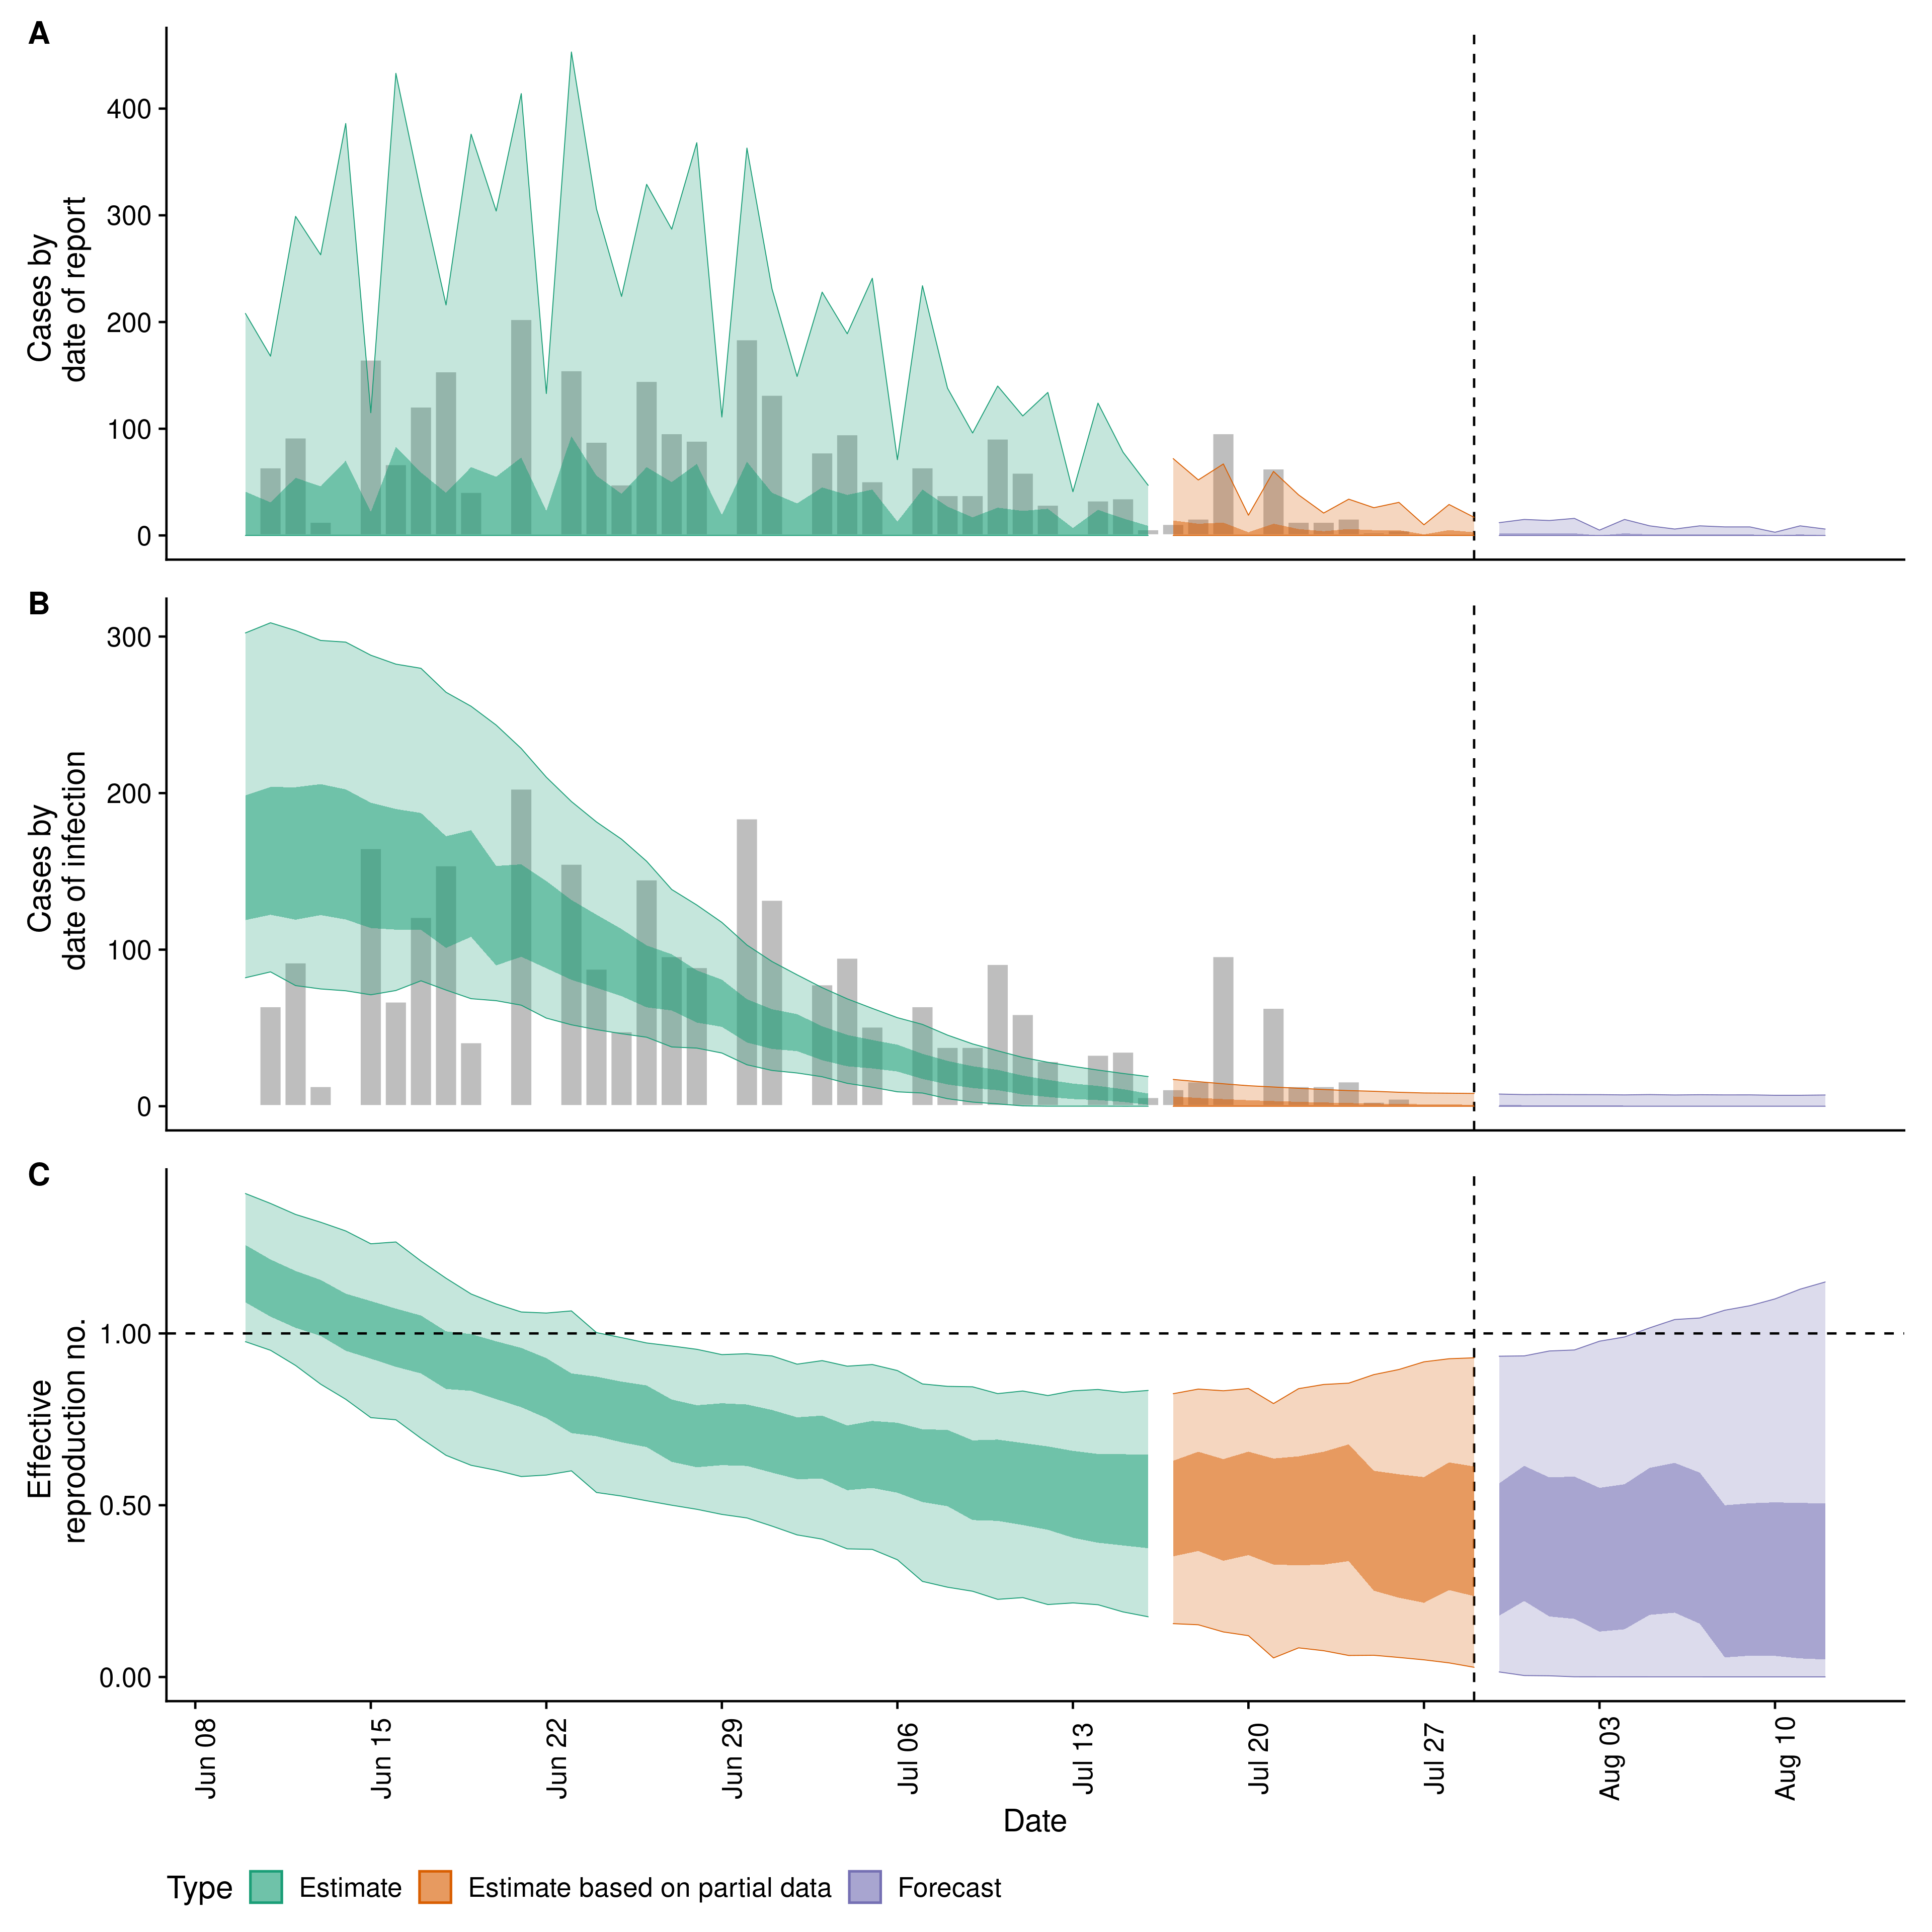 A
Cases by
date of report
400
300
200
100
0
B
Cases by
date of infection
300
200
100
0
C
Effective
reproduction no.
1.00
0.50
0.00
Jun 08
Jun 15
Jun 22
Jun 29
Jul 06
Jul 13
Jul 20
Jul 27
Aug 03
Aug 10
Date
Type Estimate Estimate based on partial data Forecast